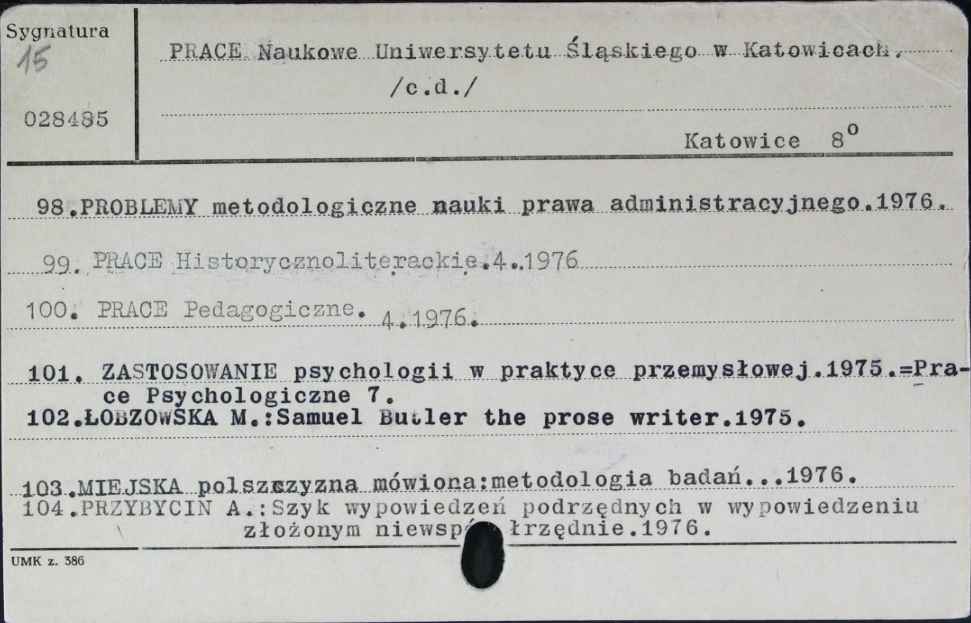 Sygnatura
15
028485
PRACE Naukowe Uniwersytetu Śląskiego w Katowicach.
/c.d./
Katowice 8⁰
98.PROBLEMY metodologiczne nauki prawa administracyjnego.1976.
99. PRACE Historycznoliterackie.4.1976
100. PRACE Pedagogiczne. 4.1976.
101. ZASTOSOWANIE psychologii w praktyce przemysłowej.1975.=Pra-
ce Psychologiczne 7.
102.ŁOBZOWSKA M.:Samuel Butler the prose writer.1975.
103.MIEJSKA polszczyzna mówiona:metodologia badań...1976.
104.PRZYBYCIN A.:Szyk wypowiedzeń podrzędnych w wypowiedzeniu
złożonym niewsp łrzędnie.1976.
UMK z. 386